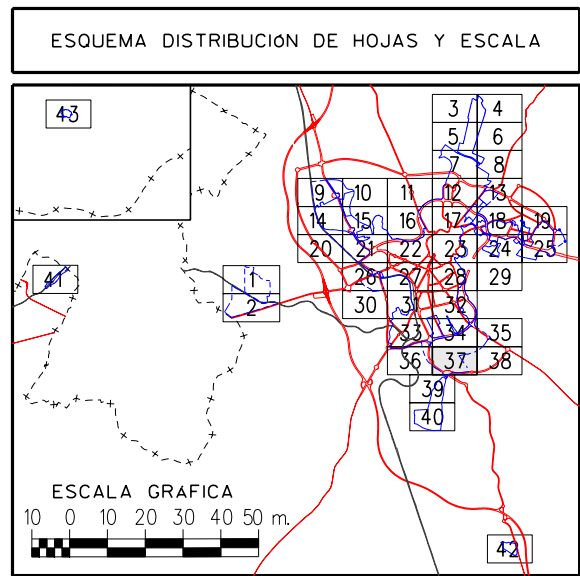 ESQUEMA DISTRIBUCIÓN DE HOJAS Y ESCALA
43
3 4
5 6
7 8
9 10 11 12 13
14 15 16 17 18 19
20 21 22 23 24 25
41 1 26 27 28 29
2 30 31 32
33 34 35
36 37 38
39
40
ESCALA GRÁFICA
10 0 10 20 30 40 50 m.
42